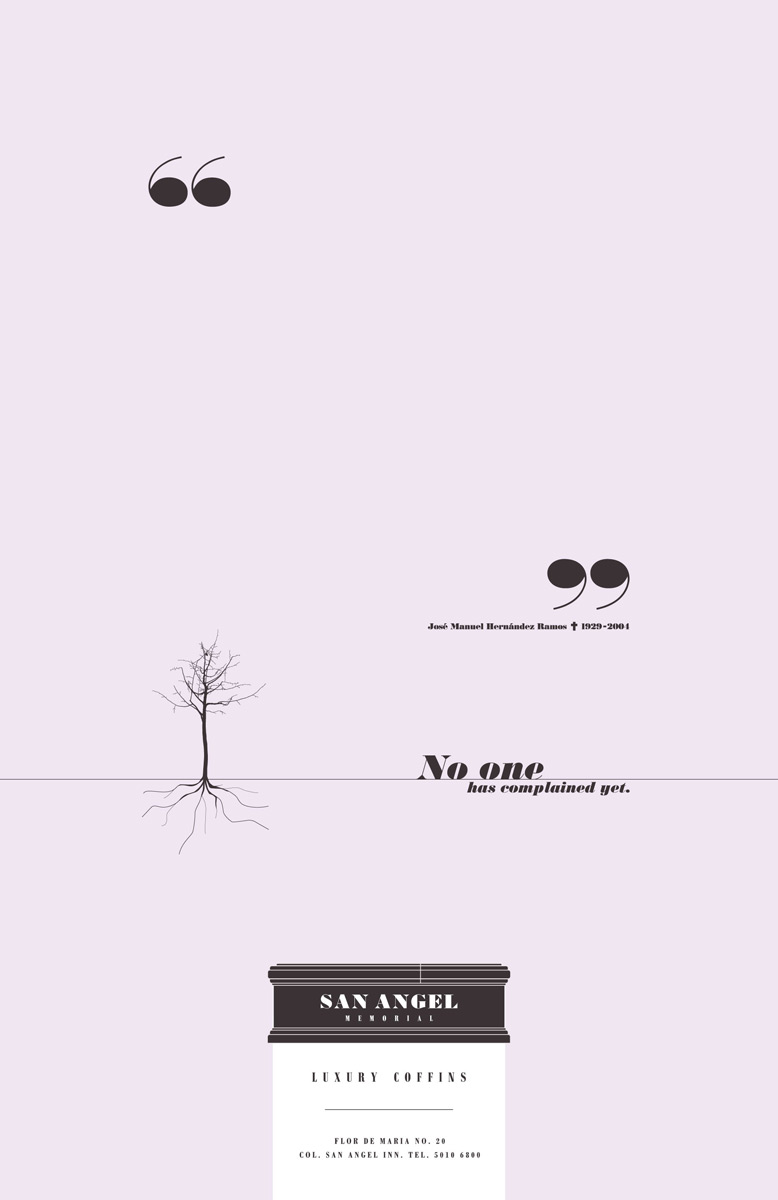 “
”
José Manuel Hernández Ramos ✝ 1929-2004
No one
has complained yet.
SAN ANGEL
MEMORIAL
LUXURY COFFINS
FLOR DE MARIA NO. 20
COL. SAN ANGEL INN. TEL. 5010 6800